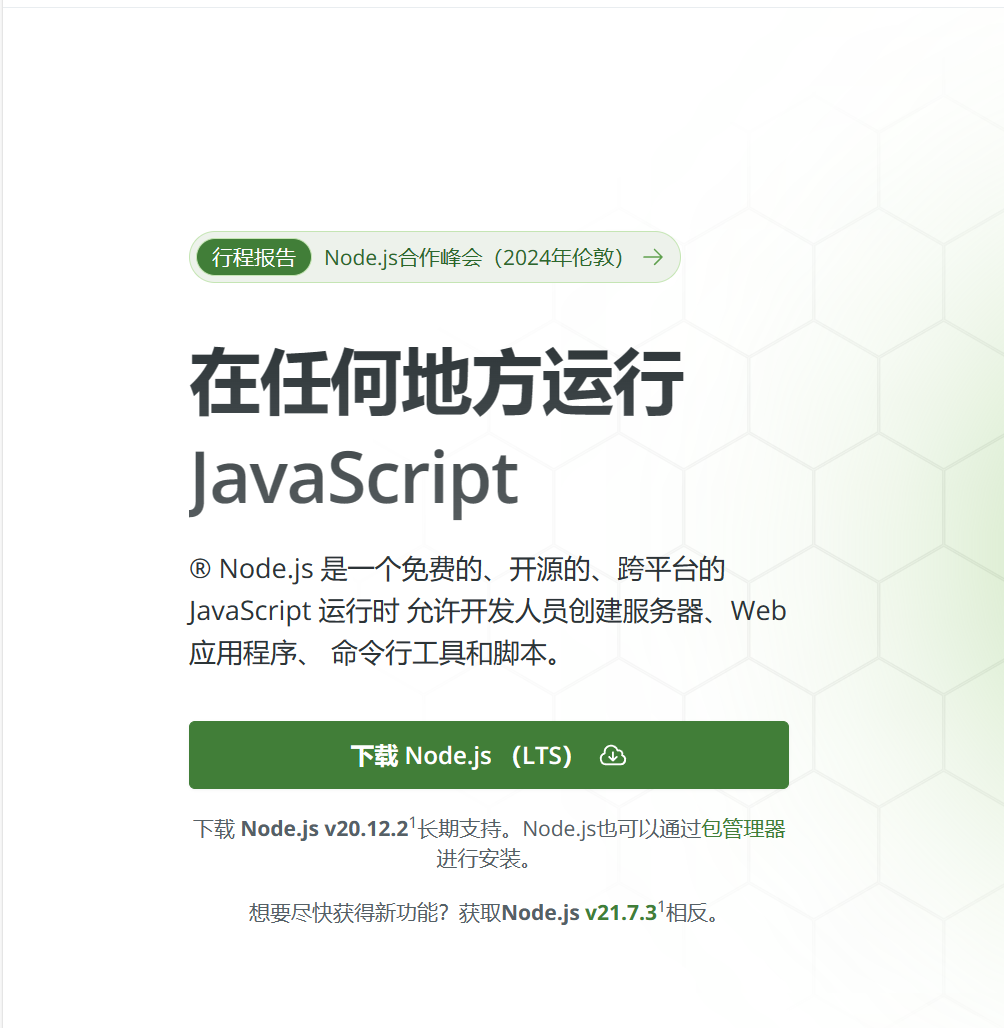 行程报告 Node.js合作峰会（2024年伦敦） →
在任何地方运行
JavaScript
® Node.js 是一个免费的、开源的、跨平台的
JavaScript 运行时 允许开发人员创建服务器、Web
应用程序、 命令行工具和脚本。
下载 Node.js （LTS）
下载 Node.js v20.12.2¹长期支持。Node.js也可以通过包管理器
进行安装。
想要尽快获得新功能？获取Node.js v21.7.3¹相反。